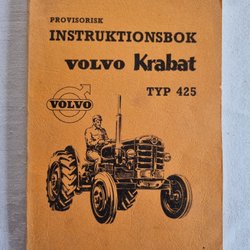 PROVISORISK
INSTRUKTIONSBOK
VOLVO Krabat
TYP 425
VOLVO